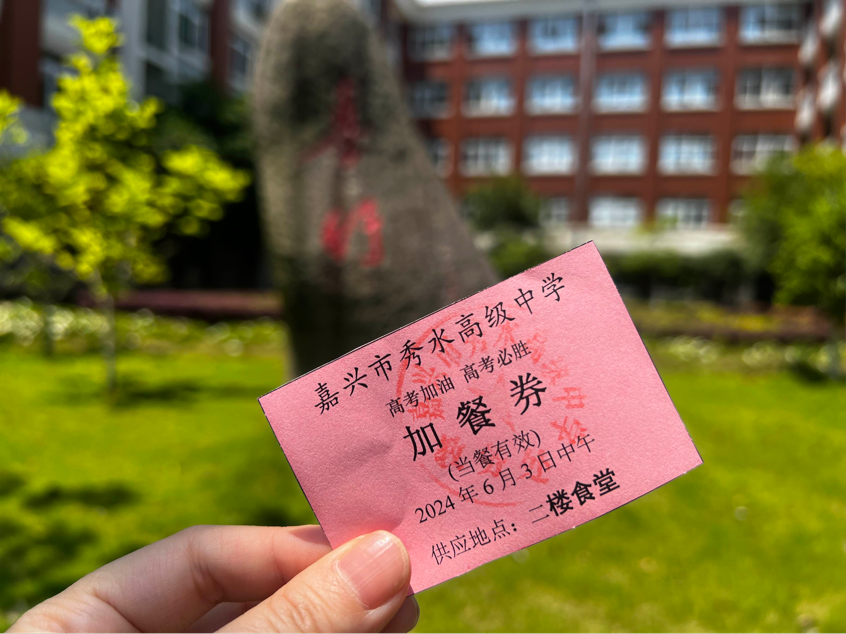 嘉兴市秀水高级中学
高考加油 高考必胜
加餐券
(当餐有效)
2024年6月3日中午
供应地点：二楼食堂